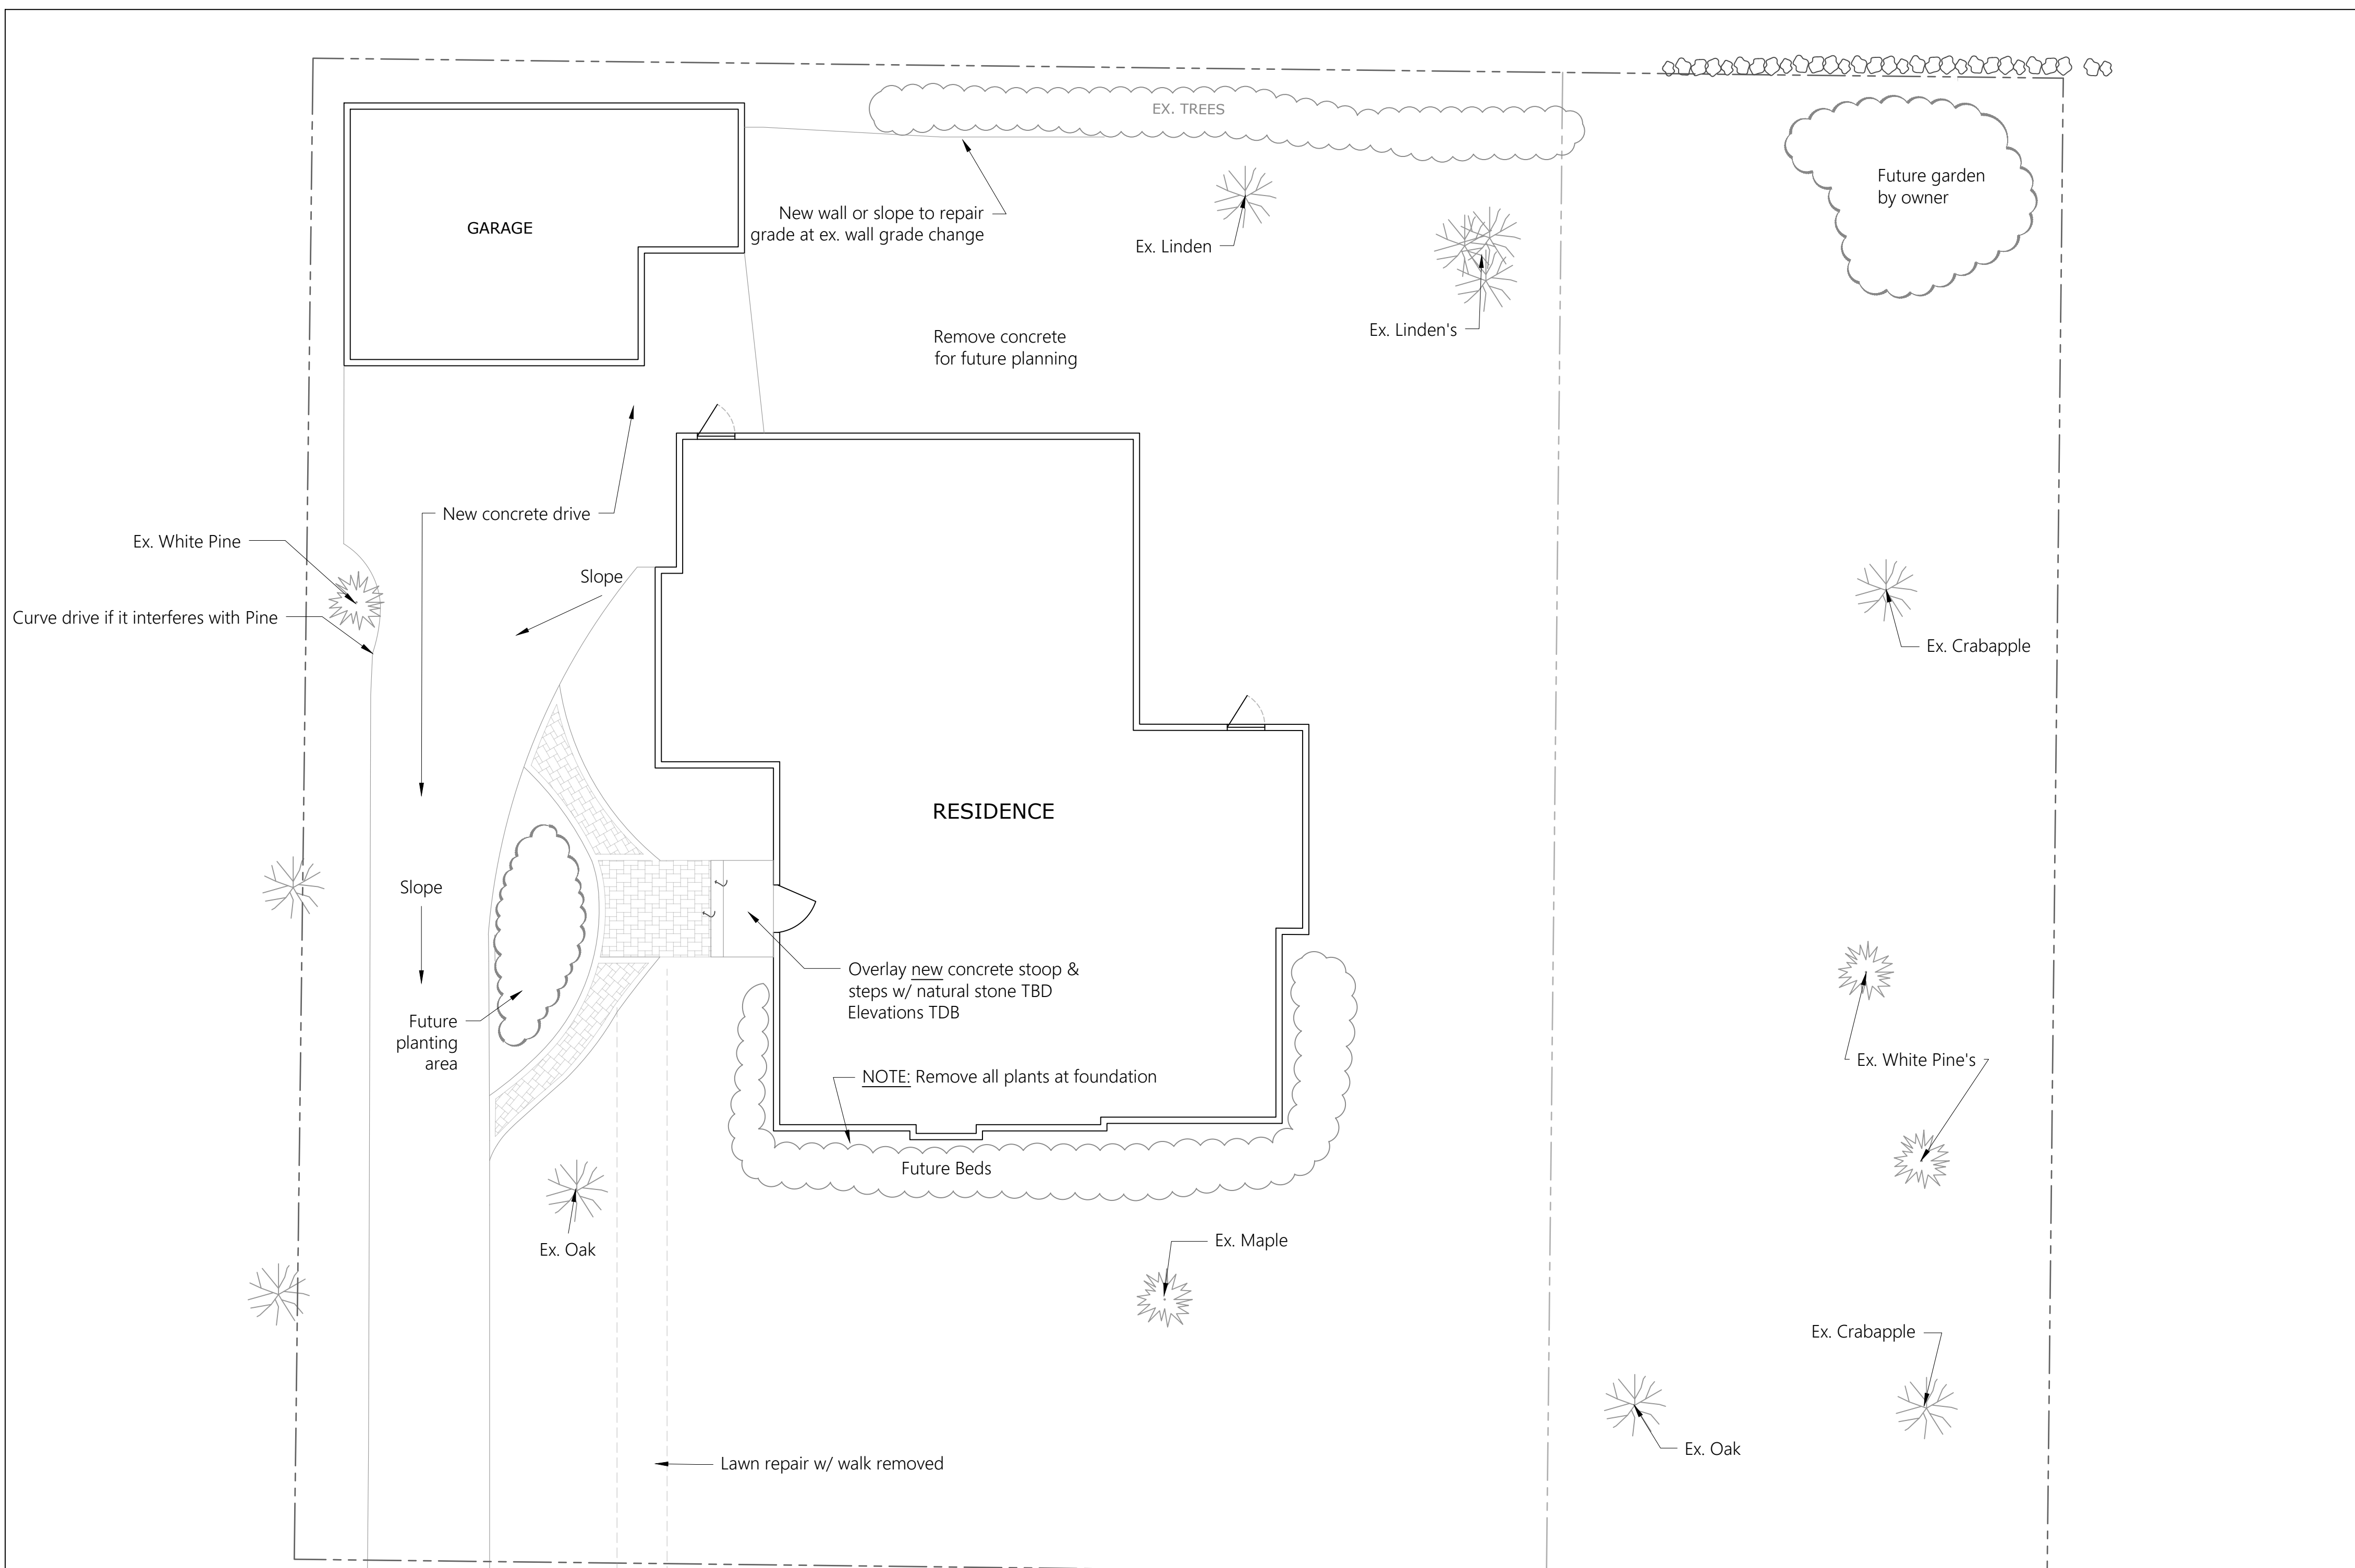 EX. TREES
Future garden
by owner
GARAGE
New wall or slope to repair
grade at ex. wall grade change
Ex. Linden
Ex. Linden's
Remove concrete
for future planning
New concrete drive
Ex. White Pine
Slope
Curve drive if it interferes with Pine
Ex. Crabapple
RESIDENCE
Slope
Overlay new concrete stoop &
steps w/ natural stone TBD
Elevations TDB
Future
planting
area
Ex. White Pine's
NOTE: Remove all plants at foundation
Future Beds
Ex. Oak
Ex. Maple
Ex. Crabapple
Ex. Oak
Lawn repair w/ walk removed